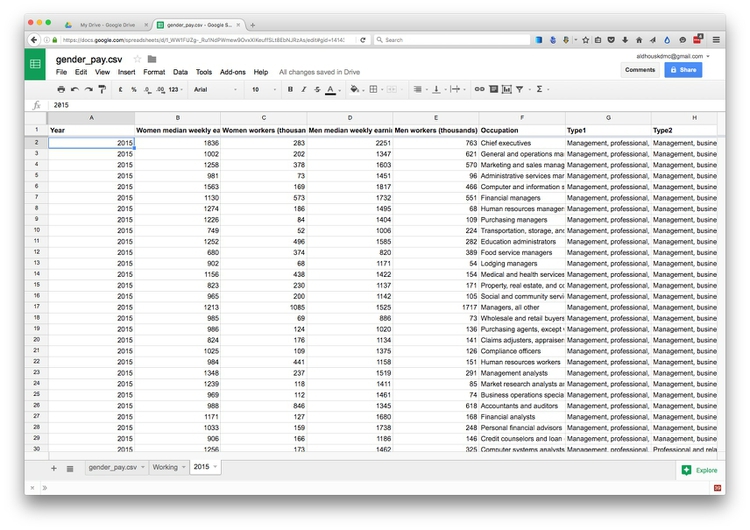 My Drive - Google Drive × gender_pay.csv - Google S... × +
Search
gender_pay.csv
File Edit View Insert Format Data Tools Add-ons Help All changes saved in Drive
aldhouskdmc@gmail.com
Comments Share
£ % .0 .00 123 Arial 10 B I S A
fx 2015
A B C D E F G H
1 Year Women median weekly ea Women workers (thousan Men median weekly earni Men workers (thousands) Occupation Type1 Type2
2 2015 1836 283 2251 763 Chief executives Management, professional, Management, busine
3 2015 1002 202 1347 621 General and operations ma Management, professional, Management, busine
4 2015 1258 378 1603 570 Marketing and sales manag Management, professional, Management, busine
5 2015 981 73 1451 96 Administrative services mar Management, professional, Management, busine
6 2015 1563 169 1817 466 Computer and information s Management, professional, Management, busine
7 2015 1130 573 1732 551 Financial managers Management, professional, Management, busine
8 2015 1274 186 1495 68 Human resources manager Management, professional, Management, busine
9 2015 1226 84 1404 109 Purchasing managers Management, professional, Management, busine
10 2015 749 52 1006 224 Transportation, storage, anc Management, professional, Management, busine
11 2015 1252 496 1585 282 Education administrators Management, professional, Management, busine
12 2015 680 374 820 389 Food service managers Management, professional, Management, busine
13 2015 902 68 1171 54 Lodging managers Management, professional, Management, busine
14 2015 1156 438 1422 154 Medical and health services Management, professional, Management, busine
15 2015 823 230 1137 171 Property, real estate, and cc Management, professional, Management, busine
16 2015 965 200 1142 105 Social and community servi Management, professional, Management, busine
17 2015 1213 1085 1525 1717 Managers, all other Management, professional, Management, busine
18 2015 985 69 886 73 Wholesale and retail buyers Management, professional, Management, busine
19 2015 986 124 1020 136 Purchasing agents, except Management, professional, Management, busine
20 2015 824 176 1134 141 Claims adjusters, appraiser Management, professional, Management, busine
21 2015 1025 109 1375 126 Compliance officers Management, professional, Management, busine
22 2015 984 441 1158 151 Human resources workers Management, professional, Management, busine
23 2015 1348 237 1519 291 Management analysts Management, professional, Management, busine
24 2015 1239 118 1411 85 Market research analysts ar Management, professional, Management, busine
25 2015 969 112 1461 74 Business operations specia Management, professional, Management, busine
26 2015 988 846 1345 618 Accountants and auditors Management, professional, Management, busine
27 2015 1171 127 1680 168 Financial analysts Management, professional, Management, busine
28 2015 1033 159 1738 248 Personal financial advisors Management, professional, Management, busine
29 2015 906 166 1186 146 Credit counselors and loan Management, professional, Management, busine
30 2015 1256 173 1462 325 Computer systems analysts Management, professional, Professional and rela
+ gender_pay.csv Working 2015 Explore